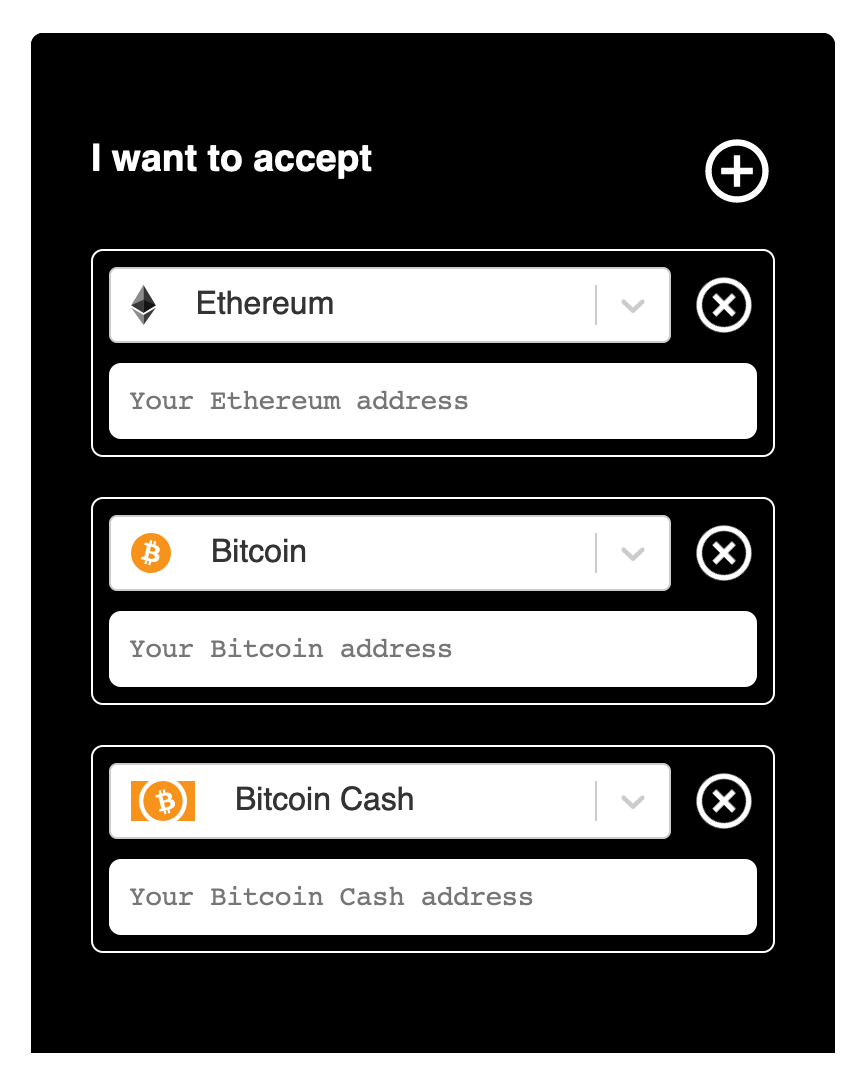 I want to accept
Ethereum
Your Ethereum address
Bitcoin
Your Bitcoin address
Bitcoin Cash
Your Bitcoin Cash address